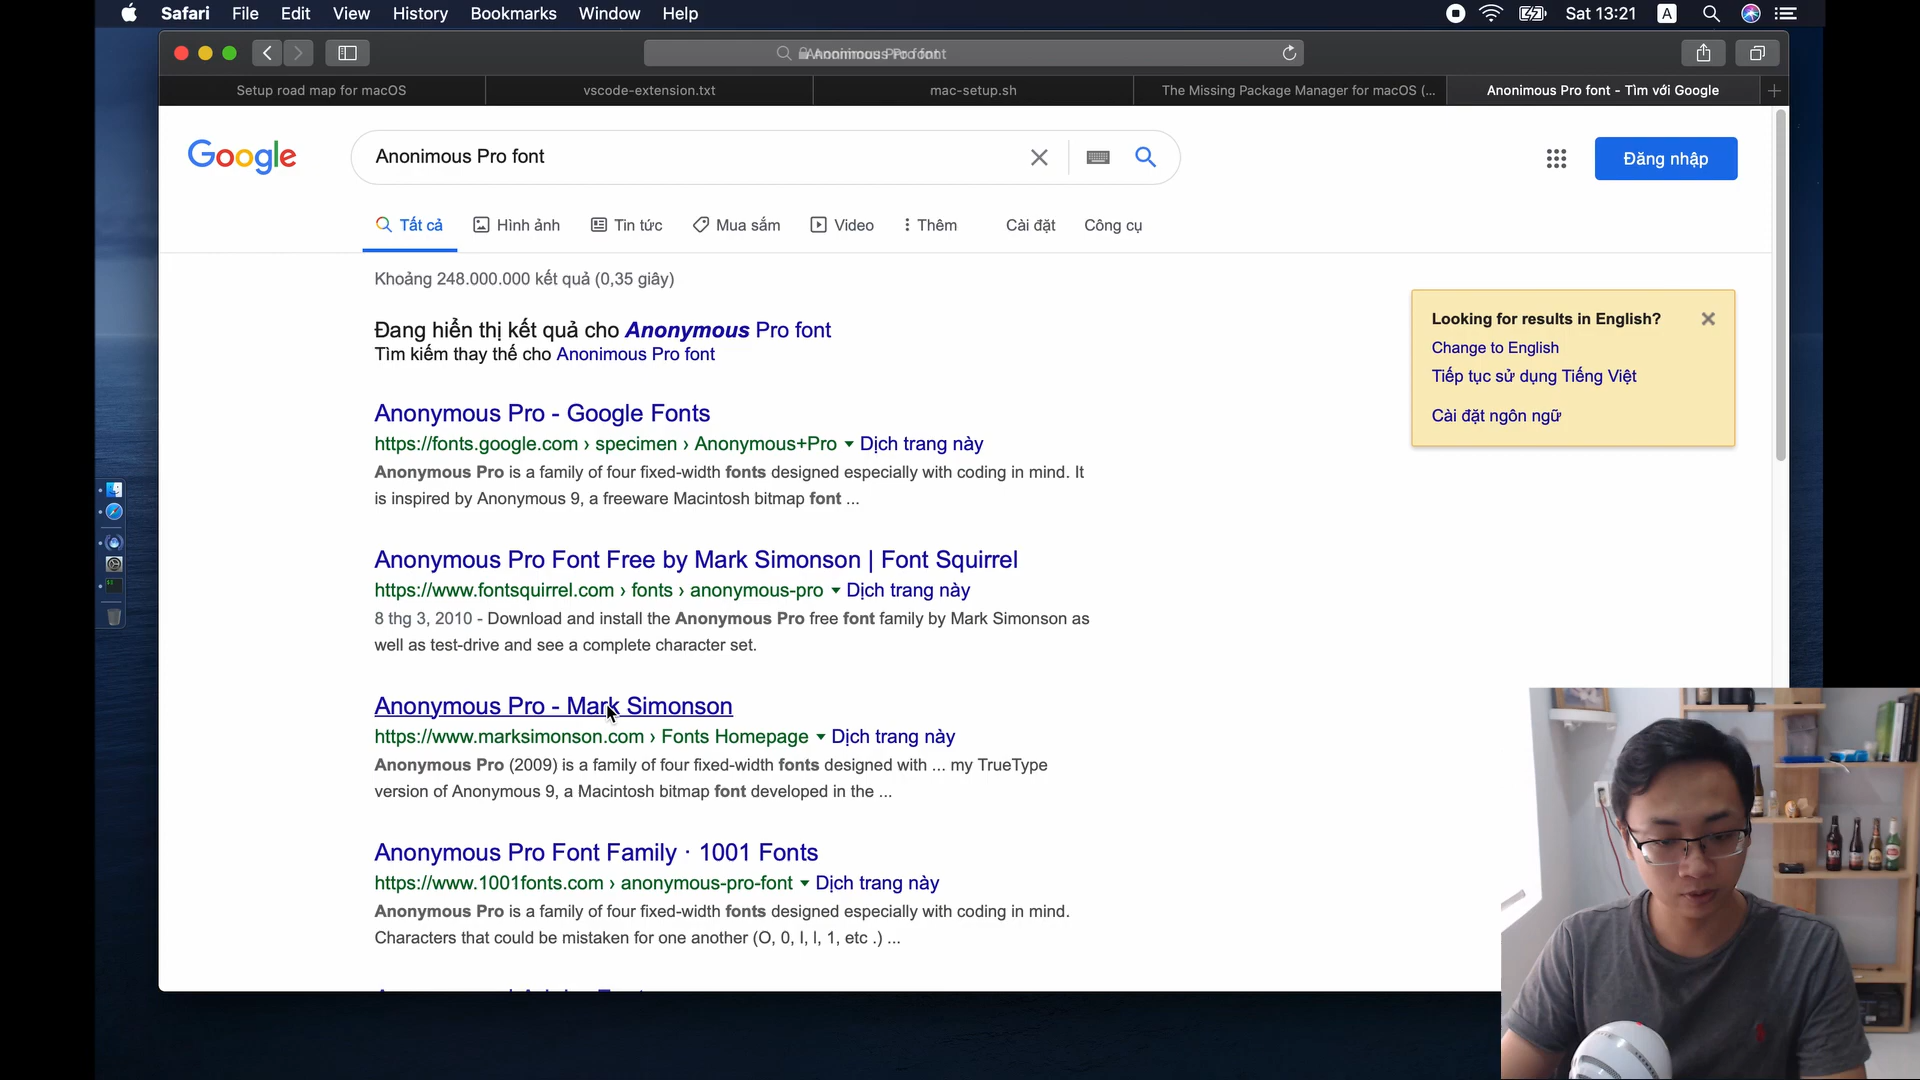 Safari File Edit View History Bookmarks Window Help
Sat 13:21 A
Setup road map for macOS
vscode-extension.txt
mac-setup.sh
The Missing Package Manager for macOS (...
Anonimous Pro font - Tìm với Google
Google
Anonimous Pro font
Đăng nhập
Tất cả
Hình ảnh
Tin tức
Mua sắm
Video
Thêm
Cài đặt
Công cụ
Khoảng 248.000.000 kết quả (0,35 giây)
Đang hiển thị kết quả cho Anonymous Pro font
Tìm kiếm thay thế cho Anonimous Pro font
Looking for results in English?
Change to English
Tiếp tục sử dụng Tiếng Việt
Cài đặt ngôn ngữ
Anonymous Pro - Google Fonts
https://fonts.google.com › specimen › Anonymous+Pro ▾ Dịch trang này
Anonymous Pro is a family of four fixed-width fonts designed especially with coding in mind. It
is inspired by Anonymous 9, a freeware Macintosh bitmap font ...
Anonymous Pro Font Free by Mark Simonson | Font Squirrel
https://www.fontsquirrel.com › fonts › anonymous-pro ▾ Dịch trang này
8 thg 3, 2010 - Download and install the Anonymous Pro free font family by Mark Simonson as
well as test-drive and see a complete character set.
Anonymous Pro - Mark Simonson
https://www.marksimonson.com › Fonts Homepage ▾ Dịch trang này
Anonymous Pro (2009) is a family of four fixed-width fonts designed with ... my TrueType
version of Anonymous 9, a Macintosh bitmap font developed in the ...
Anonymous Pro Font Family · 1001 Fonts
https://www.1001fonts.com › anonymous-pro-font ▾ Dịch trang này
Anonymous Pro is a family of four fixed-width fonts designed especially with coding in mind.
Characters that could be mistaken for one another (O, 0, I, l, 1, etc .) ...